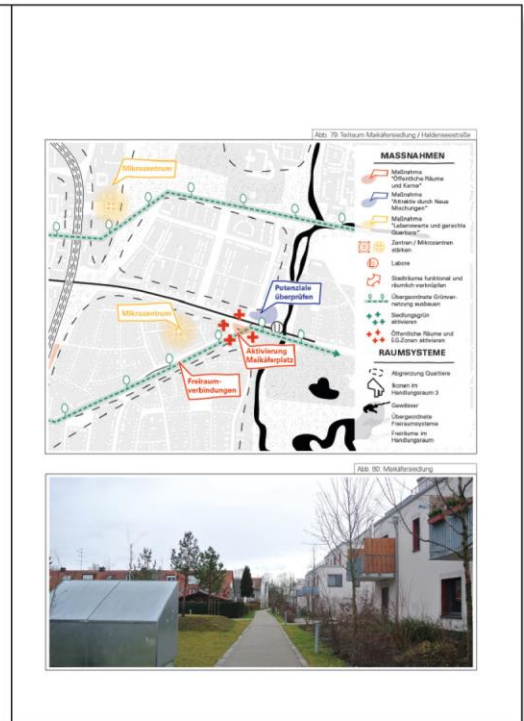 Abb. 79: Teilraum Maikäfersiedlung / Haldenseestraße
Mikrozentrum
Potenziale
überprüfen
Mikrozentrum
Aktivierung
Maikäferplatz
Freiraum-
verbindungen
MASSNAHMEN
Maßnahme
"Öffentliche Räume
und Kerne"
Maßnahme
"Attraktiv durch Neue
Mischungen"
Maßnahme
"Lebenswerte und gerechte
Quartiere"
Zentren / Mikrozentren
stärken
Labore
Stadträume funktional und
räumlich verknüpfen
Übergeordnete Grünver-
netzung ausbauen
Siedlungsgrün
aktivieren
Öffentliche Räume und
EG-Zonen aktivieren
RAUMSYSTEME
Abgrenzung Quartiere
Ikonen im
Handlungsraum 3
Gewässer
Übergeordnete
Freiraumsysteme
Freiräume im
Handlungsraum
Abb. 80: Maikäfersiedlung